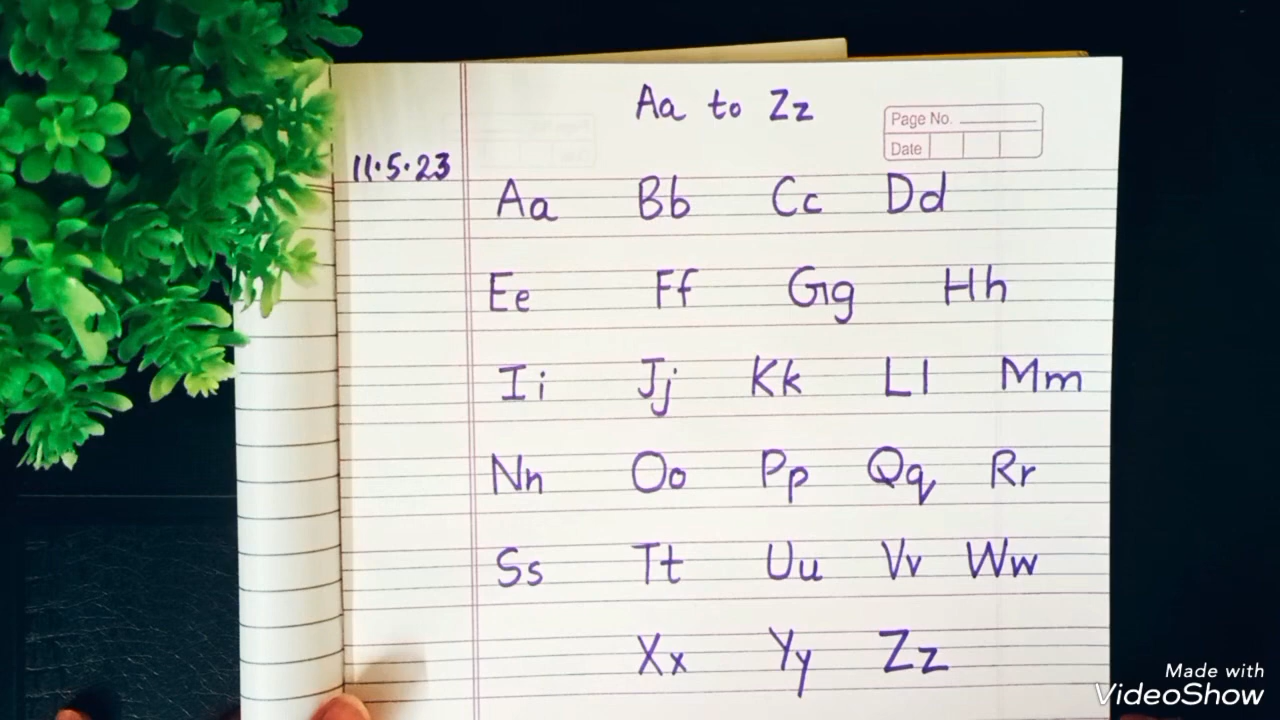 Aa to Zz
Page No.
Date
11.5.23
Aa Bb Cc Dd
Ee Ff Gg Hh
Ii Jj Kk Ll Mm
Nn Oo Pp Qq Rr
Ss Tt Uu Vv Ww
Xx Yy Zz
Made with
VideoShow